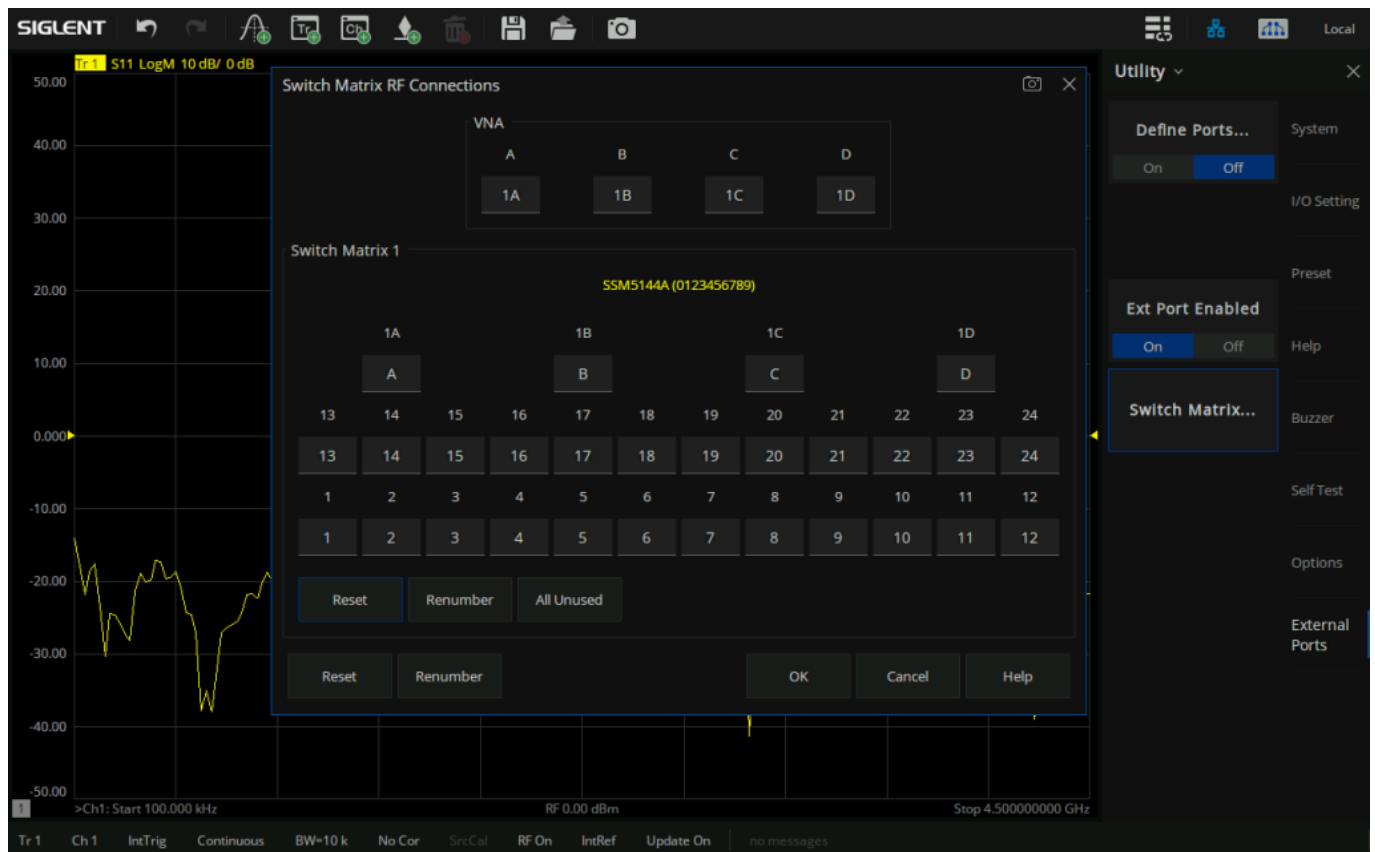 SIGLENT Tr Ch Local
Tr 1 S11 LogM 10 dB/ 0 dB
50.00
40.00
30.00
20.00
10.00
0.000
-10.00
-20.00
-30.00
-40.00
-50.00
Switch Matrix RF Connections
VNA
A B C D
1A 1B 1C 1D
Switch Matrix 1
SSM5144A (0123456789)
1A 1B 1C 1D
A B C D
13 14 15 16 17 18 19 20 21 22 23 24
13 14 15 16 17 18 19 20 21 22 23 24
1 2 3 4 5 6 7 8 9 10 11 12
1 2 3 4 5 6 7 8 9 10 11 12
Reset Renumber All Unused
Reset Renumber OK Cancel Help
Utility
Define Ports...
On Off
Ext Port Enabled
On Off
Switch Matrix...
System
I/O Setting
Preset
Help
Buzzer
Self Test
Options
External
Ports
1 >Ch1: Start 100.000 kHz RF 0.00 dBm Stop 4.500000000 GHz
Tr 1 Ch 1 IntTrig Continuous BW=10 k No Cor SrcCal RF On IntRef Update On no messages